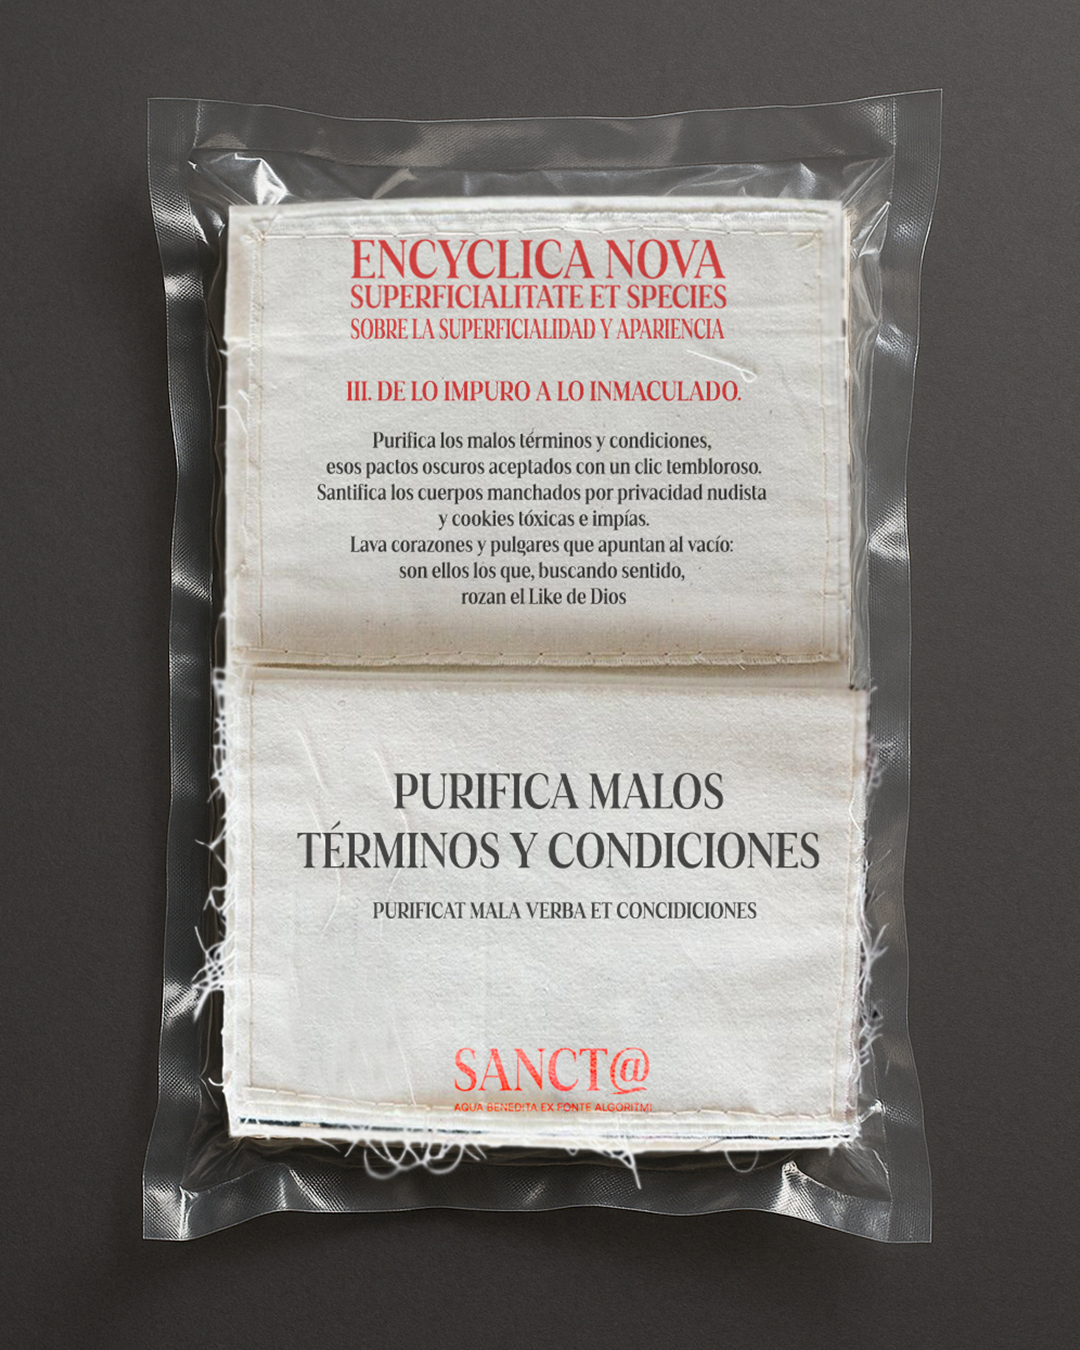 ENCYCLICA NOVA
SUPERFICIALITATE ET SPECIES
SOBRE LA SUPERFICIALIDAD Y APARIENCIA
III. DE LO IMPURO A LO INMACULADO.
Purifica los malos términos y condiciones,
esos pactos oscuros aceptados con un clic tembloroso.
Santifica los cuerpos manchados por privacidad nudista
y cookies tóxicas e impías.
Lava corazones y pulgares que apuntan al vacío:
son ellos los que, buscando sentido,
rozan el Like de Dios
PURIFICA MALOS
TÉRMINOS Y CONDICIONES
PURIFICAT MALA VERBA ET CONCIDICIONES
SANCT@
AQUA BENEDITA EX FONTE ALGORITMI